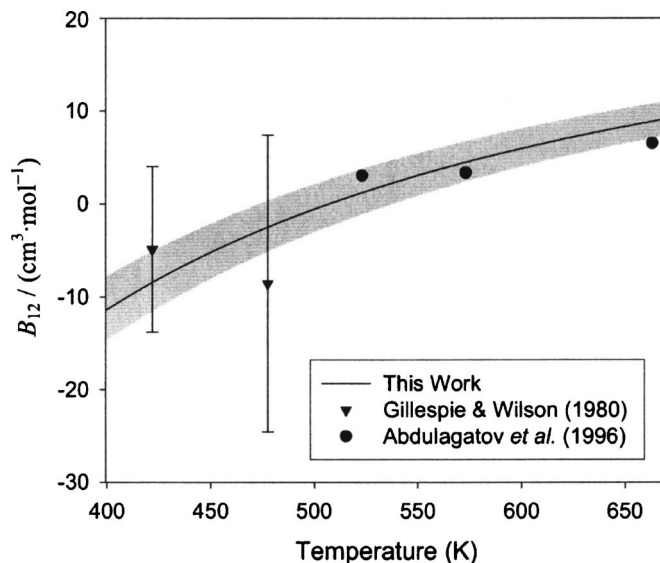 20
10
0
-10
-20
-30
B₁₂ / (cm³·mol⁻¹)
This Work
Gillespie & Wilson (1980)
Abdulagatov et al. (1996)
400
450
500
550
600
650
Temperature (K)